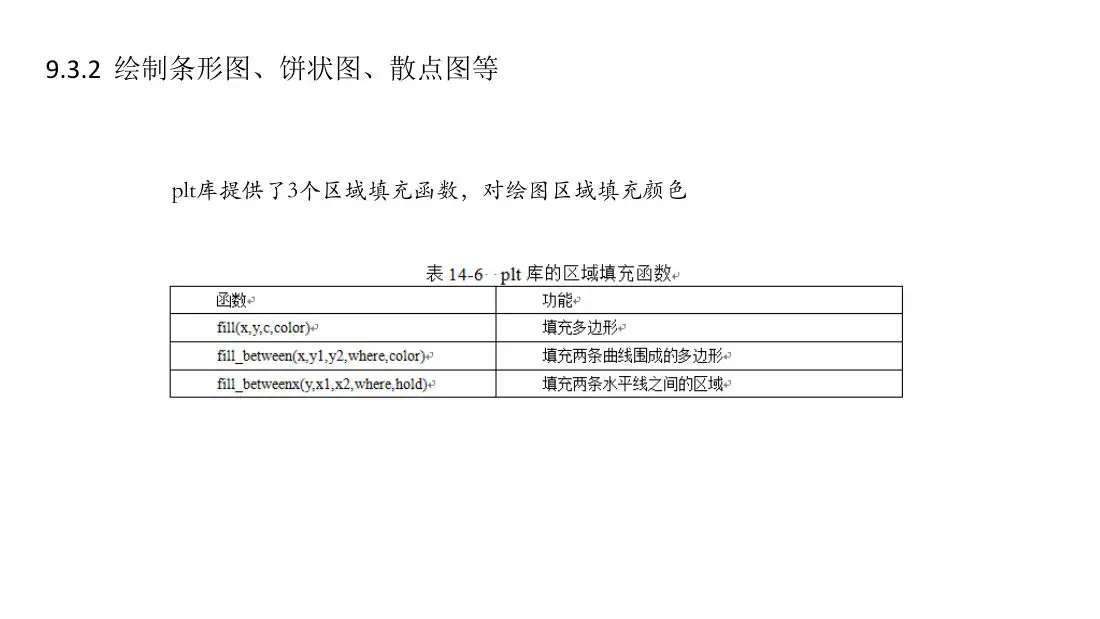 9.3.2 绘制条形图、饼状图、散点图等
plt库提供了3个区域填充函数，对绘图区域填充颜色
表 14-6 plt 库的区域填充函数
函数 功能
fill(x,y,c,color) 填充多边形
fill_between(x,y1,y2,where,color) 填充两条曲线围成的多边形
fill_betweenx(y,x1,x2,where,hold) 填充两条水平线之间的区域